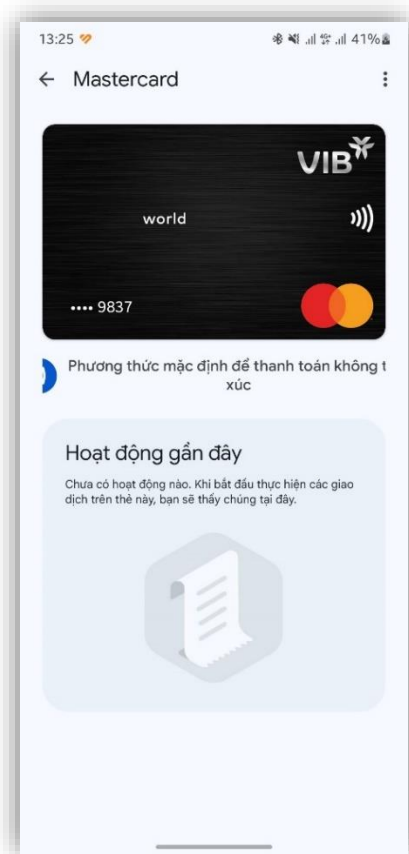 13:25 41%
Mastercard
VIB
world
•••• 9837
Phương thức mặc định để thanh toán không t
xúc
Hoạt động gần đây
Chưa có hoạt động nào. Khi bắt đầu thực hiện các giao
dịch trên thẻ này, bạn sẽ thấy chúng tại đây.